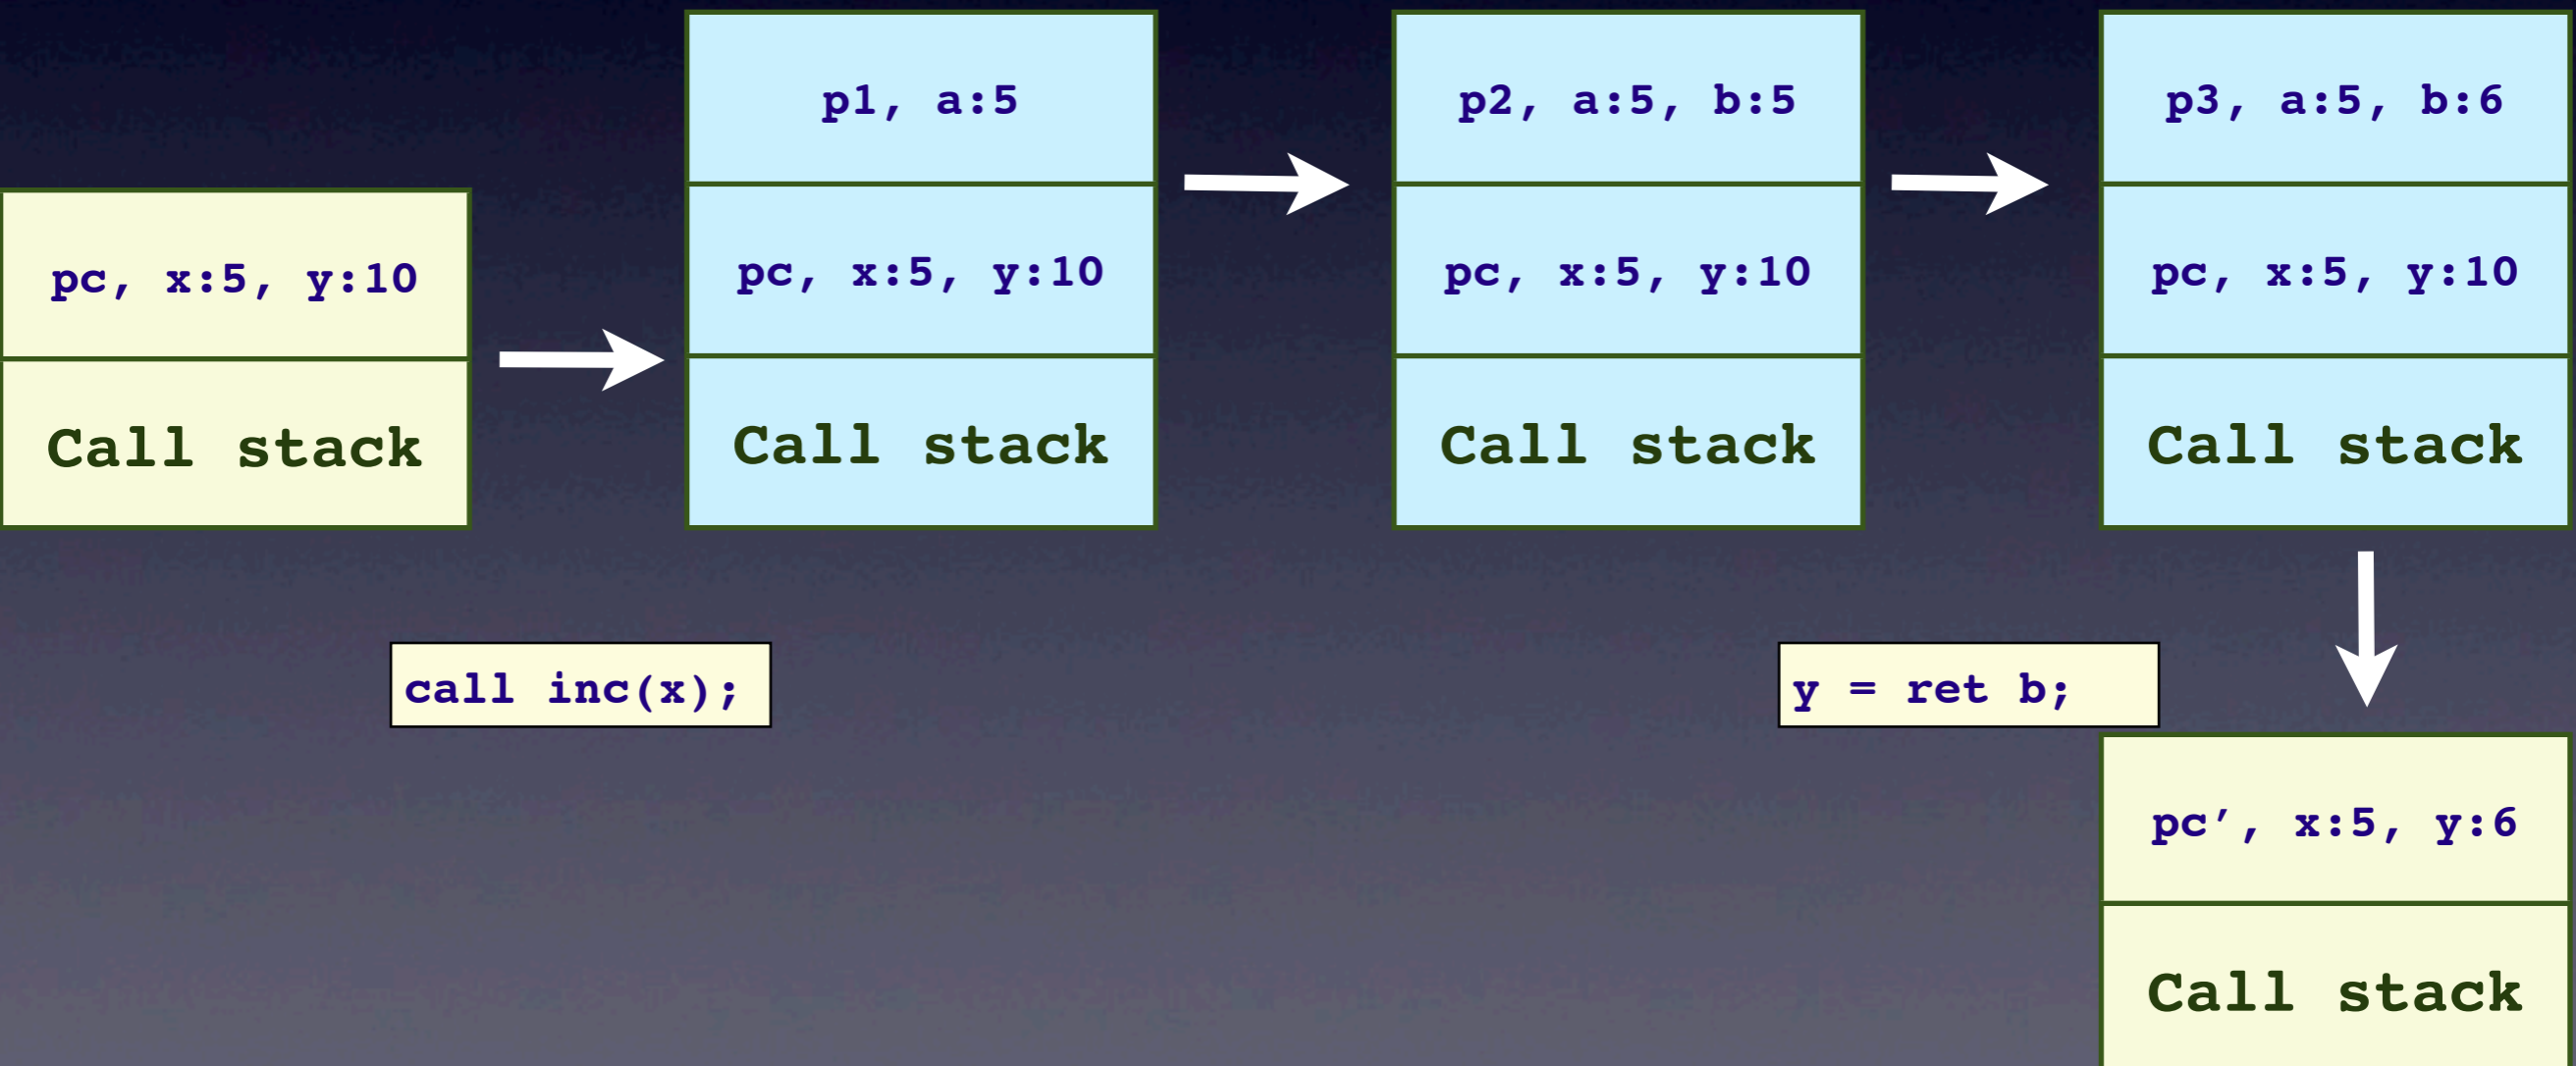 pc, x:5, y:10
Call stack
p1, a:5
pc, x:5, y:10
Call stack
p2, a:5, b:5
pc, x:5, y:10
Call stack
p3, a:5, b:6
pc, x:5, y:10
Call stack
call inc(x);
y = ret b;
pc’, x:5, y:6
Call stack